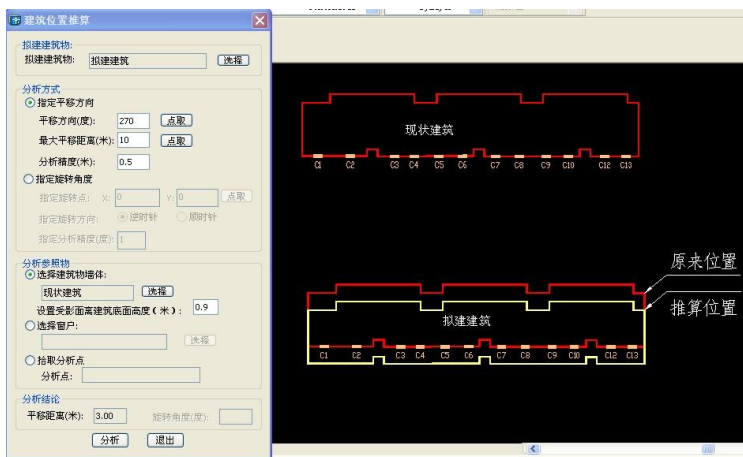 建筑位置推算
拟建建筑物:
拟建建筑物: 拟建建筑 选择
分析方式
指定平移方向
平移方向(度): 270 点取
最大平移距离(米): 10 点取
分析精度(米): 0.5
指定旋转角度
指定旋转点: X: 0 Y: 0 点取
指定旋转方向: 逆时针 顺时针
指定分析精度(度): 1
分析参照物
选择建筑物墙体:
现状建筑 选择
设置受影面离建筑底面高度(米): 0.9
选择窗户:
选择
拾取分析点
分析点:
分析结论
平移距离(米): 3.00 旋转角度(度):
分析 退出
现状建筑
C1 C2 C3 C4 C5 C6 C7 C8 C9 C10 C12 C13
原来位置
推算位置
拟建建筑
C1 C2 C3 C4 C5 C6 C7 C8 C9 C10 C12 C13